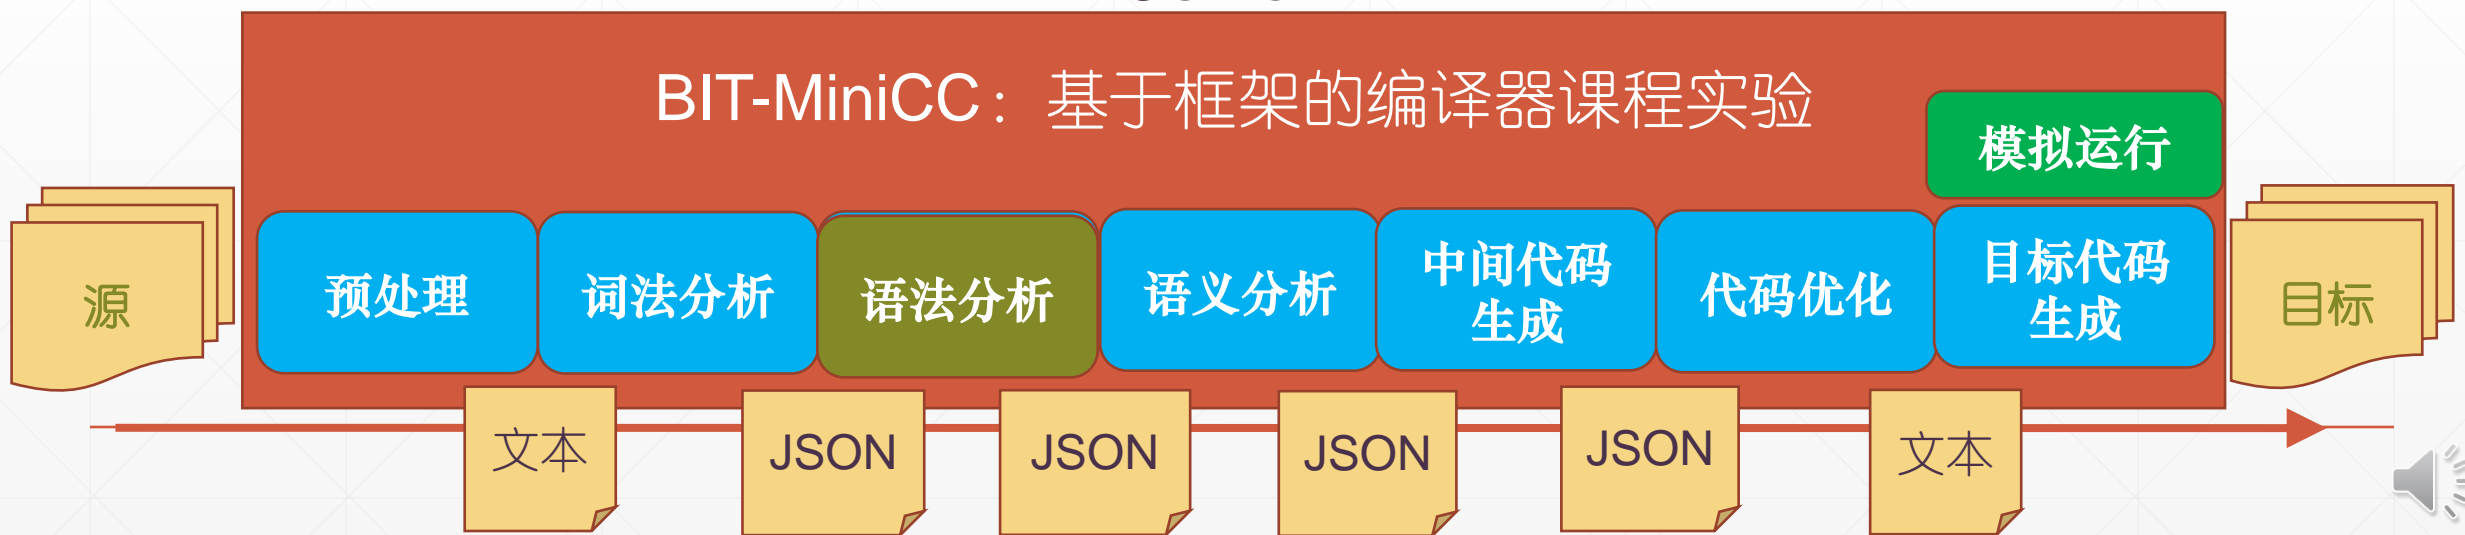 BIT-MiniCC：基于框架的编译器课程实验
模拟运行
源
预处理
词法分析
语法分析
语义分析
中间代码
生成
代码优化
目标代码
生成
目标
文本
JSON
JSON
JSON
JSON
文本